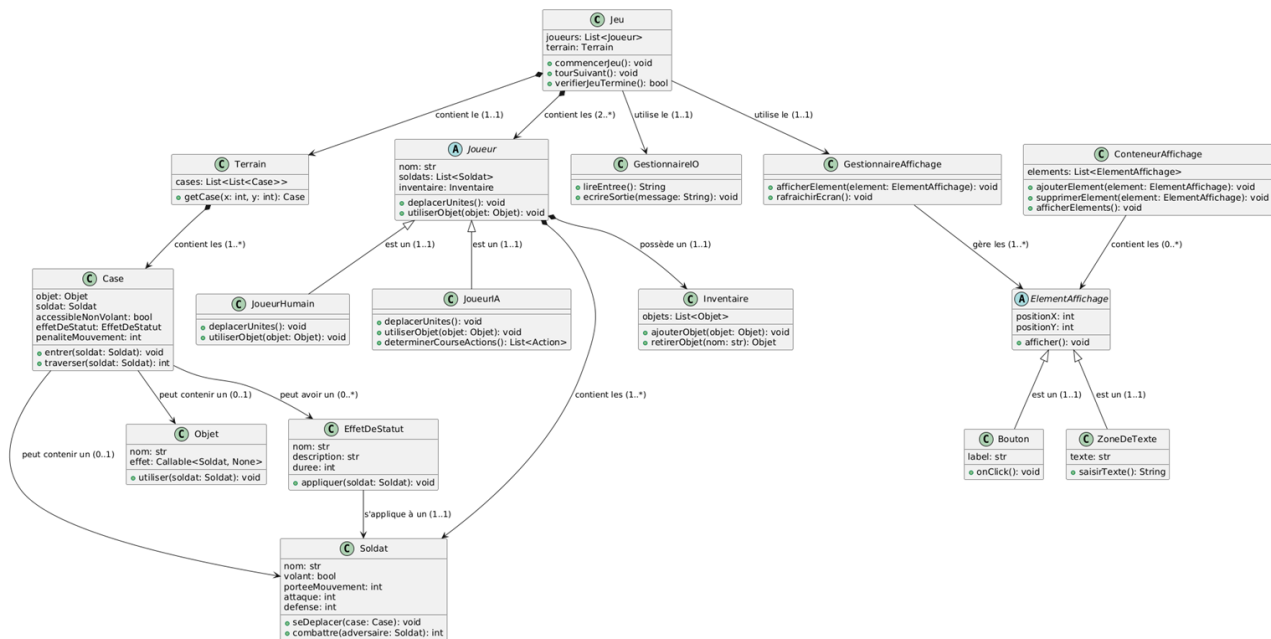 C Jeu
joueurs: List<Joueur>
terrain: Terrain
commencerJeu(): void
tourSuivant(): void
verifierJeuTermine(): bool
contient le (1..1)
contient les (2..*)
utilise le (1..1)
utilise le (1..1)
C Terrain
cases: List<List<Case>>
getCase(x: int, y: int): Case
A Joueur
nom: str
soldats: List<Soldat>
inventaire: Inventaire
deplacerUnites(): void
utiliserObjet(objet: Objet): void
C GestionnaireIO
lireEntree(): String
ecrireSortie(message: String): void
C GestionnaireAffichage
afficherElement(element: ElementAffichage): void
rafraichirEcran(): void
C ConteneurAffichage
elements: List<ElementAffichage>
ajouterElement(element: ElementAffichage): void
supprimerElement(element: ElementAffichage): void
afficherElements(): void
contient les (1..*)
est un (1..1)
est un (1..1)
possède un (1..1)
gère les (1..*)
contient les (0..*)
C Case
objet: Objet
soldat: Soldat
accessibleNonVolant: bool
effetDeStatut: EffetDeStatut
penaliteMouvement: int
entrer(soldat: Soldat): void
traverser(soldat: Soldat): int
C JoueurHumain
deplacerUnites(): void
utiliserObjet(objet: Objet): void
C JoueurIA
deplacerUnites(): void
utiliserObjet(objet: Objet): void
determinerCourseActions(): List<Action>
C Inventaire
objets: List<Objet>
ajouterObjet(objet: Objet): void
retirerObjet(nom: str): Objet
A ElementAffichage
positionX: int
positionY: int
afficher(): void
peut contenir un (0..1)
peut avoir un (0..*)
contient les (1..*)
est un (1..1)
est un (1..1)
peut contenir un (0..1)
C Objet
nom: str
effet: Callable<Soldat, None>
utiliser(soldat: Soldat): void
C EffetDeStatut
nom: str
description: str
duree: int
appliquer(soldat: Soldat): void
C Bouton
label: str
onClick(): void
C ZoneDeTexte
texte: str
saisirTexte(): String
s'applique à un (1..1)
C Soldat
nom: str
volant: bool
porteeMouvement: int
attaque: int
defense: int
seDeplacer(case: Case): void
combattre(adversaire: Soldat): int